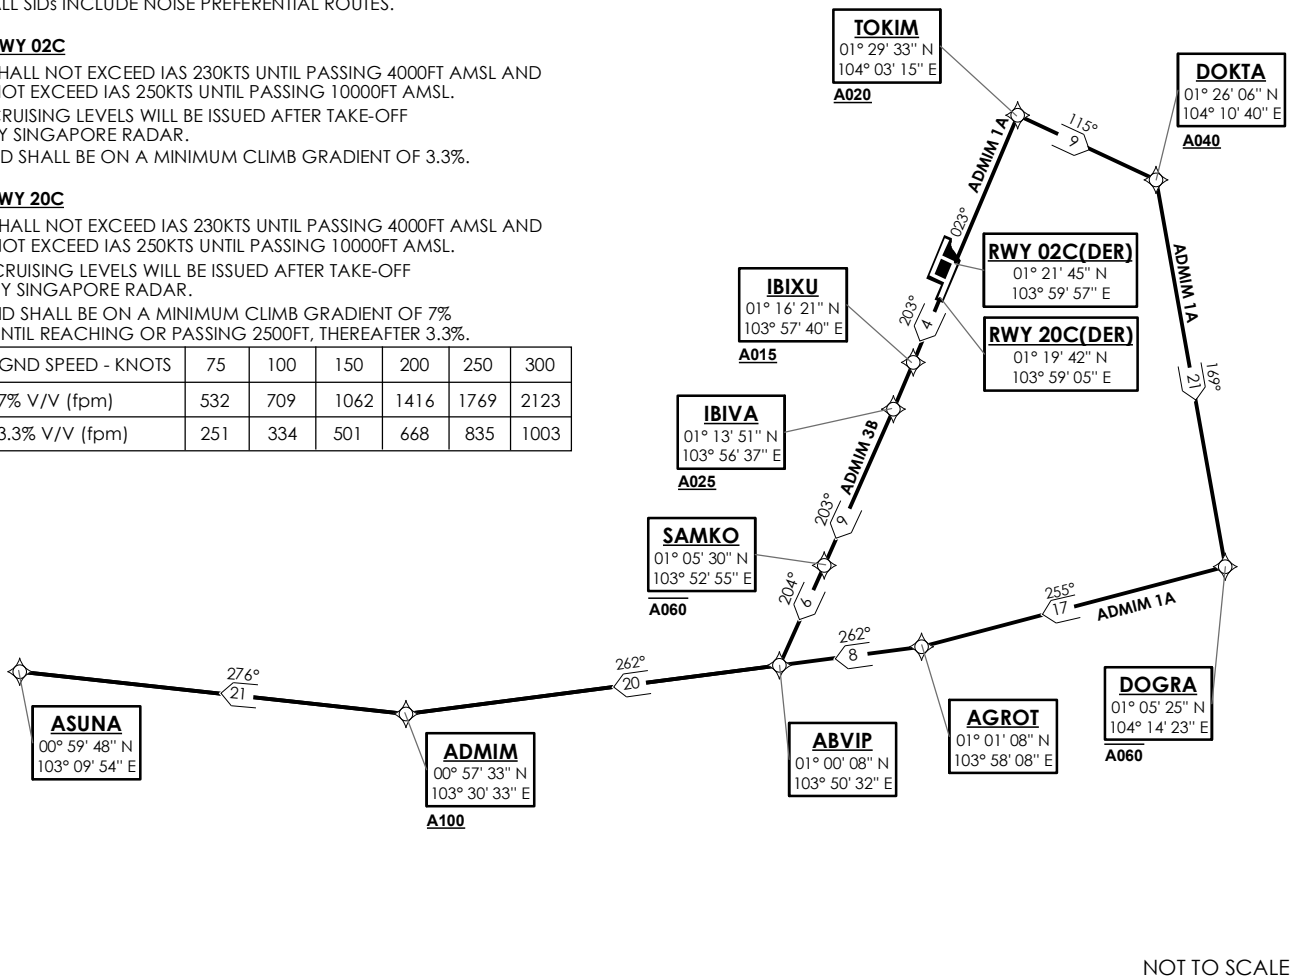 ALL SIDs INCLUDE NOISE PREFERENTIAL ROUTES.
RWY 02C
HALL NOT EXCEED IAS 230KTS UNTIL PASSING 4000FT AMSL AND
NOT EXCEED IAS 250KTS UNTIL PASSING 10000FT AMSL.
CRUISING LEVELS WILL BE ISSUED AFTER TAKE-OFF
Y SINGAPORE RADAR.
D SHALL BE ON A MINIMUM CLIMB GRADIENT OF 3.3%.
RWY 20C
HALL NOT EXCEED IAS 230KTS UNTIL PASSING 4000FT AMSL AND
NOT EXCEED IAS 250KTS UNTIL PASSING 10000FT AMSL.
CRUISING LEVELS WILL BE ISSUED AFTER TAKE-OFF
Y SINGAPORE RADAR.
ID SHALL BE ON A MINIMUM CLIMB GRADIENT OF 7%
UNTIL REACHING OR PASSING 2500FT, THEREAFTER 3.3%.
GND SPEED - KNOTS 75 100 150 200 250 300
7% V/V (fpm) 532 709 1062 1416 1769 2123
3.3% V/V (fpm) 251 334 501 668 835 1003
TOKIM
01° 29' 33" N
104° 03' 15" E
A020
DOKTA
01° 26' 06" N
104° 10' 40" E
A040
115°
9
ADMIM 1A
023°
RWY 02C(DER)
01° 21' 45" N
103° 59' 57" E
RWY 20C(DER)
01° 19' 42" N
103° 59' 05" E
IBIXU
01° 16' 21" N
103° 57' 40" E
A015
203°
4
ADMIM 1A
169°
21
IBIVA
01° 13' 51" N
103° 56' 37" E
A025
ADMIM 3B
203°
9
SAMKO
01° 05' 30" N
103° 52' 55" E
A060
204°
6
255°
17
ADMIM 1A
262°
8
262°
20
276°
21
DOGRA
01° 05' 25" N
104° 14' 23" E
A060
AGROT
01° 01' 08" N
103° 58' 08" E
ABVIP
01° 00' 08" N
103° 50' 32" E
ADMIM
00° 57' 33" N
103° 30' 33" E
A100
ASUNA
00° 59' 48" N
103° 09' 54" E
NOT TO SCALE